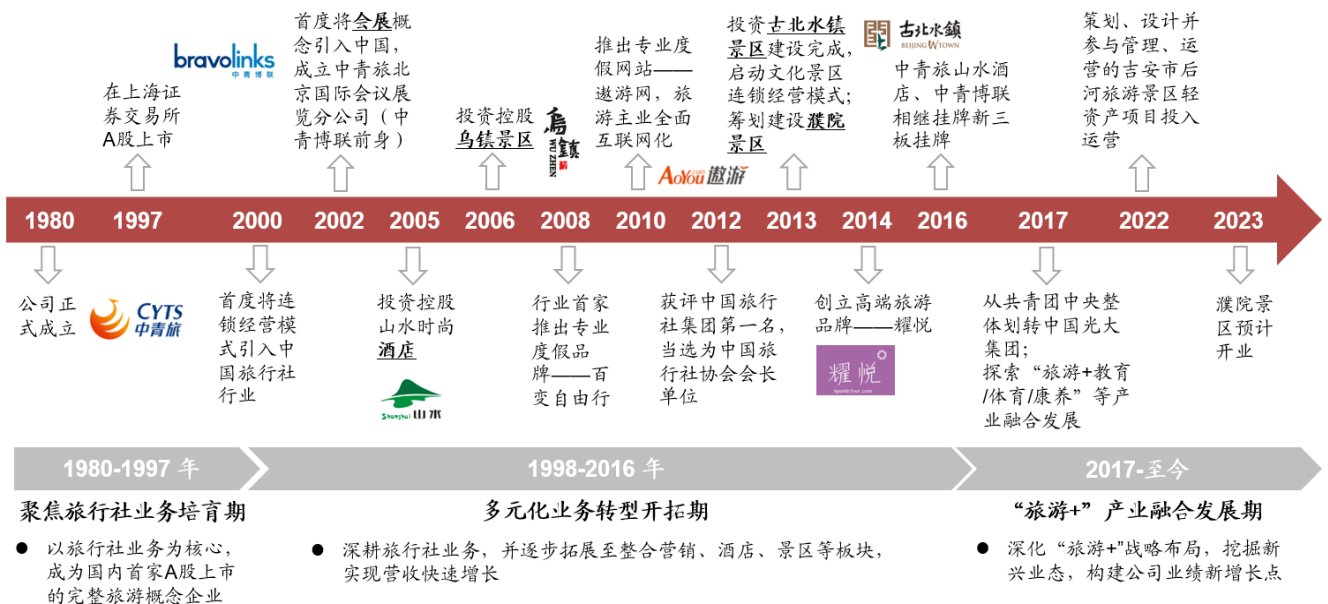 bravolinks
中青博联
在上海证
券交易所
A股上市
首度将会展概
念引入中国，
成立中青旅北
京国际会议展
览分公司（中
青博联前身）
投资控股
乌镇景区
烏鎮
WU ZHEN
推出专业度
假网站——
遨游网，旅
游主业全面
互联网化
AoYou.com遨游
投资古北水镇
景区建设完成，
启动文化景区
连锁经营模式；
筹划建设濮院
景区
古北水鎮
BEIJING WTOWN
中青旅山水酒
店、中青博联
相继挂牌新三
板挂牌
策划、设计并
参与管理、运
营的吉安市后
河旅游景区轻
资产项目投入
运营
1980 1997 2000 2002 2005 2006 2008 2010 2012 2013 2014 2016 2017 2022 2023
公司正
式成立
CYTS
中青旅
首度将连
锁经营模
式引入中
国旅行社
行业
投资控股
山水时尚
酒店
Shanshui 山水
行业首家
推出专业
度假品
牌——百
变自由行
获评中国旅行
社集团第一名，
当选为中国旅
行社协会会长
单位
创立高端旅游
品牌——耀悦
耀悦
从共青团中央整
体划转中国光大
集团；
探索“旅游+教育
/体育/康养”等产
业融合发展
濮院景
区预计
开业
1980-1997 年
1998-2016 年
2017-至今
聚焦旅行社业务培育期
多元化业务转型开拓期
“旅游+”产业融合发展期
● 以旅行社业务为核心，
成为国内首家A股上市
的完整旅游概念企业
● 深耕旅行社业务，并逐步拓展至整合营销、酒店、景区等板块，
实现营收快速增长
● 深化“旅游+”战略布局，挖掘新
兴业态，构建公司业绩新增长点